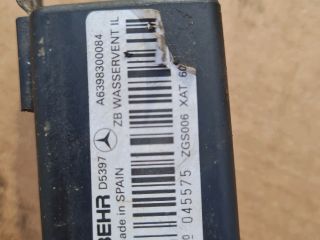 A6398300084
ZB WASSERVENT IL
BEHR D5397
ade in SPAIN
ZGS006 XAT
045575